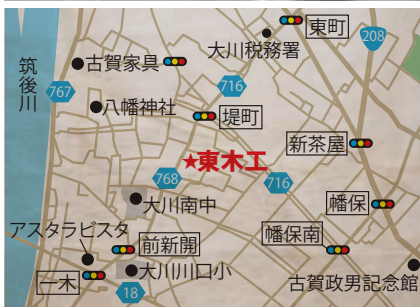 東町
大川税務署
208
筑後川
古賀家具
767
716
八幡神社
堤町
新茶屋
★東木工
768
716
大川南中
幡保
アスタラビスタ
前新開
幡保南
一木
大川川口小
古賀政男記念館
18